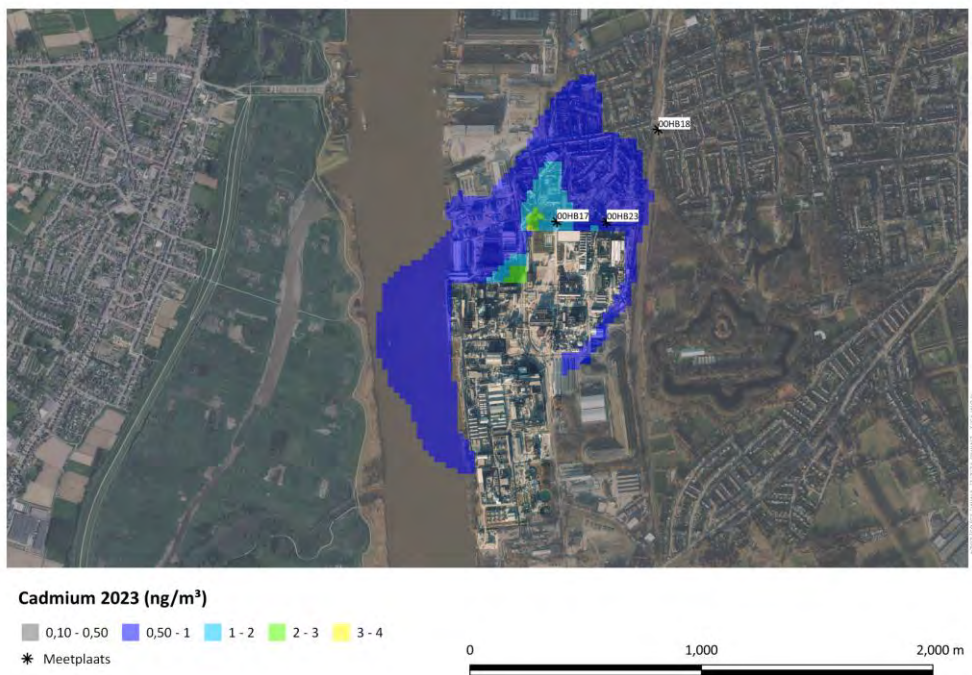 00HB18
00HB17
00HB23
Cadmium 2023 (ng/m³)
0,10 - 0,50 0,50 - 1 1 - 2 2 - 3 3 - 4
Meetplaats
0 1,000 2,000 m